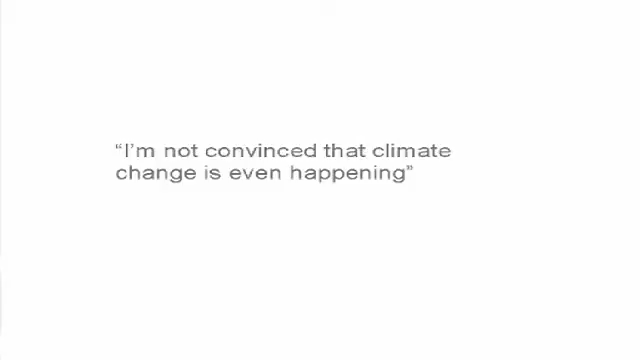 “I’m not convinced that climate
change is even happening”